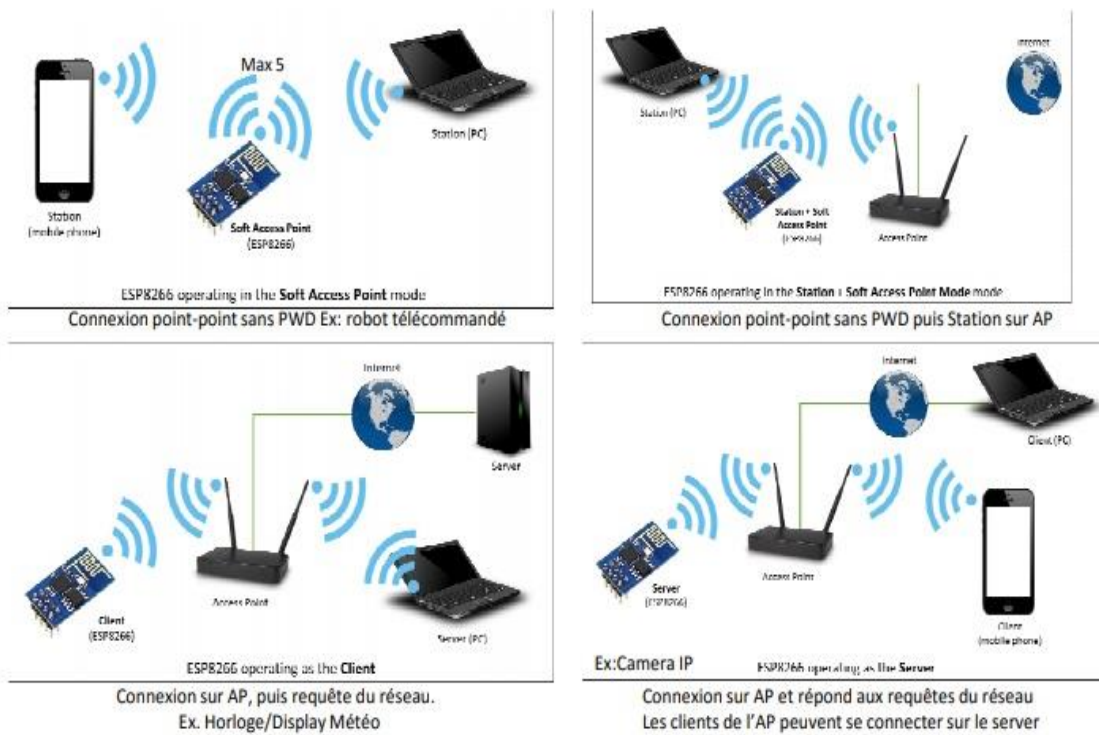 Max 5
Station (PC)
Station
(mobile phone)
Soft Access Point
(ESP8266)
ESP8266 operating in the Soft Access Point mode
Connexion point-point sans PWD Ex: robot télécommandé
Internet
Station (PC)
Station + Soft
Access Point
(ESP8266)
Access Point
ESP8266 operating in the Station + Soft Access Point Mode mode
Connexion point-point sans PWD puis Station sur AP
Internet
Server
Access Point
Client
(ESP8266)
Server (PC)
ESP8266 operating as the Client
Connexion sur AP, puis requête du réseau.
Ex. Horloge/Display Météo
Internet
Client (PC)
Access Point
Server
(ESP8266)
Client
(mobile phone)
Ex:Camera IP
ESP8266 operating as the Server
Connexion sur AP et répond aux requêtes du réseau
Les clients de l'AP peuvent se connecter sur le server